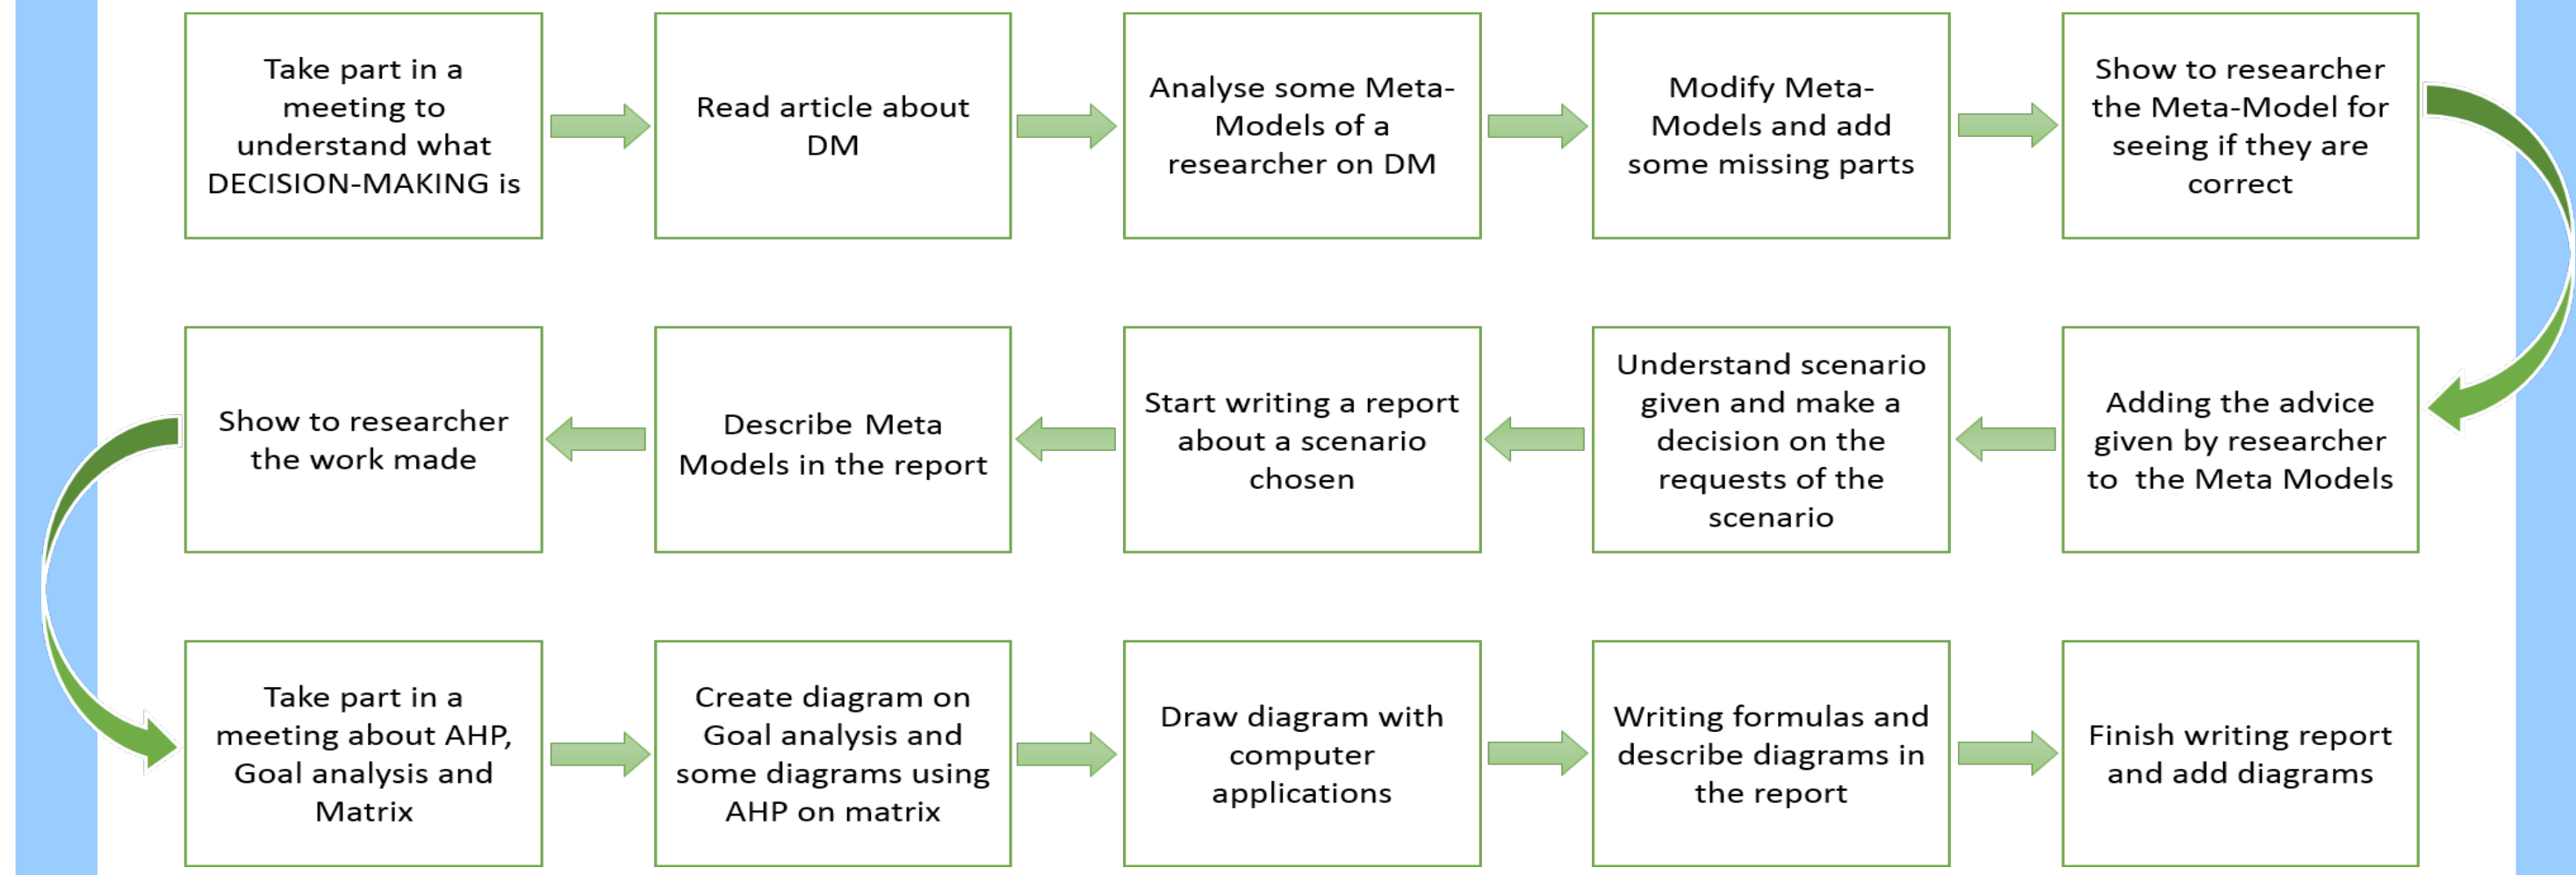 Take part in a
meeting to
understand what
DECISION-MAKING is
Read article about
DM
Analyse some Meta-
Models of a
researcher on DM
Modify Meta-
Models and add
some missing parts
Show to researcher
the Meta-Model for
seeing if they are
correct
Adding the advice
given by researcher
to the Meta Models
Understand scenario
given and make a
decision on the
requests of the
scenario
Start writing a report
about a scenario
chosen
Describe Meta
Models in the report
Show to researcher
the work made
Take part in a
meeting about AHP,
Goal analysis and
Matrix
Create diagram on
Goal analysis and
some diagrams using
AHP on matrix
Draw diagram with
computer
applications
Writing formulas and
describe diagrams in
the report
Finish writing report
and add diagrams